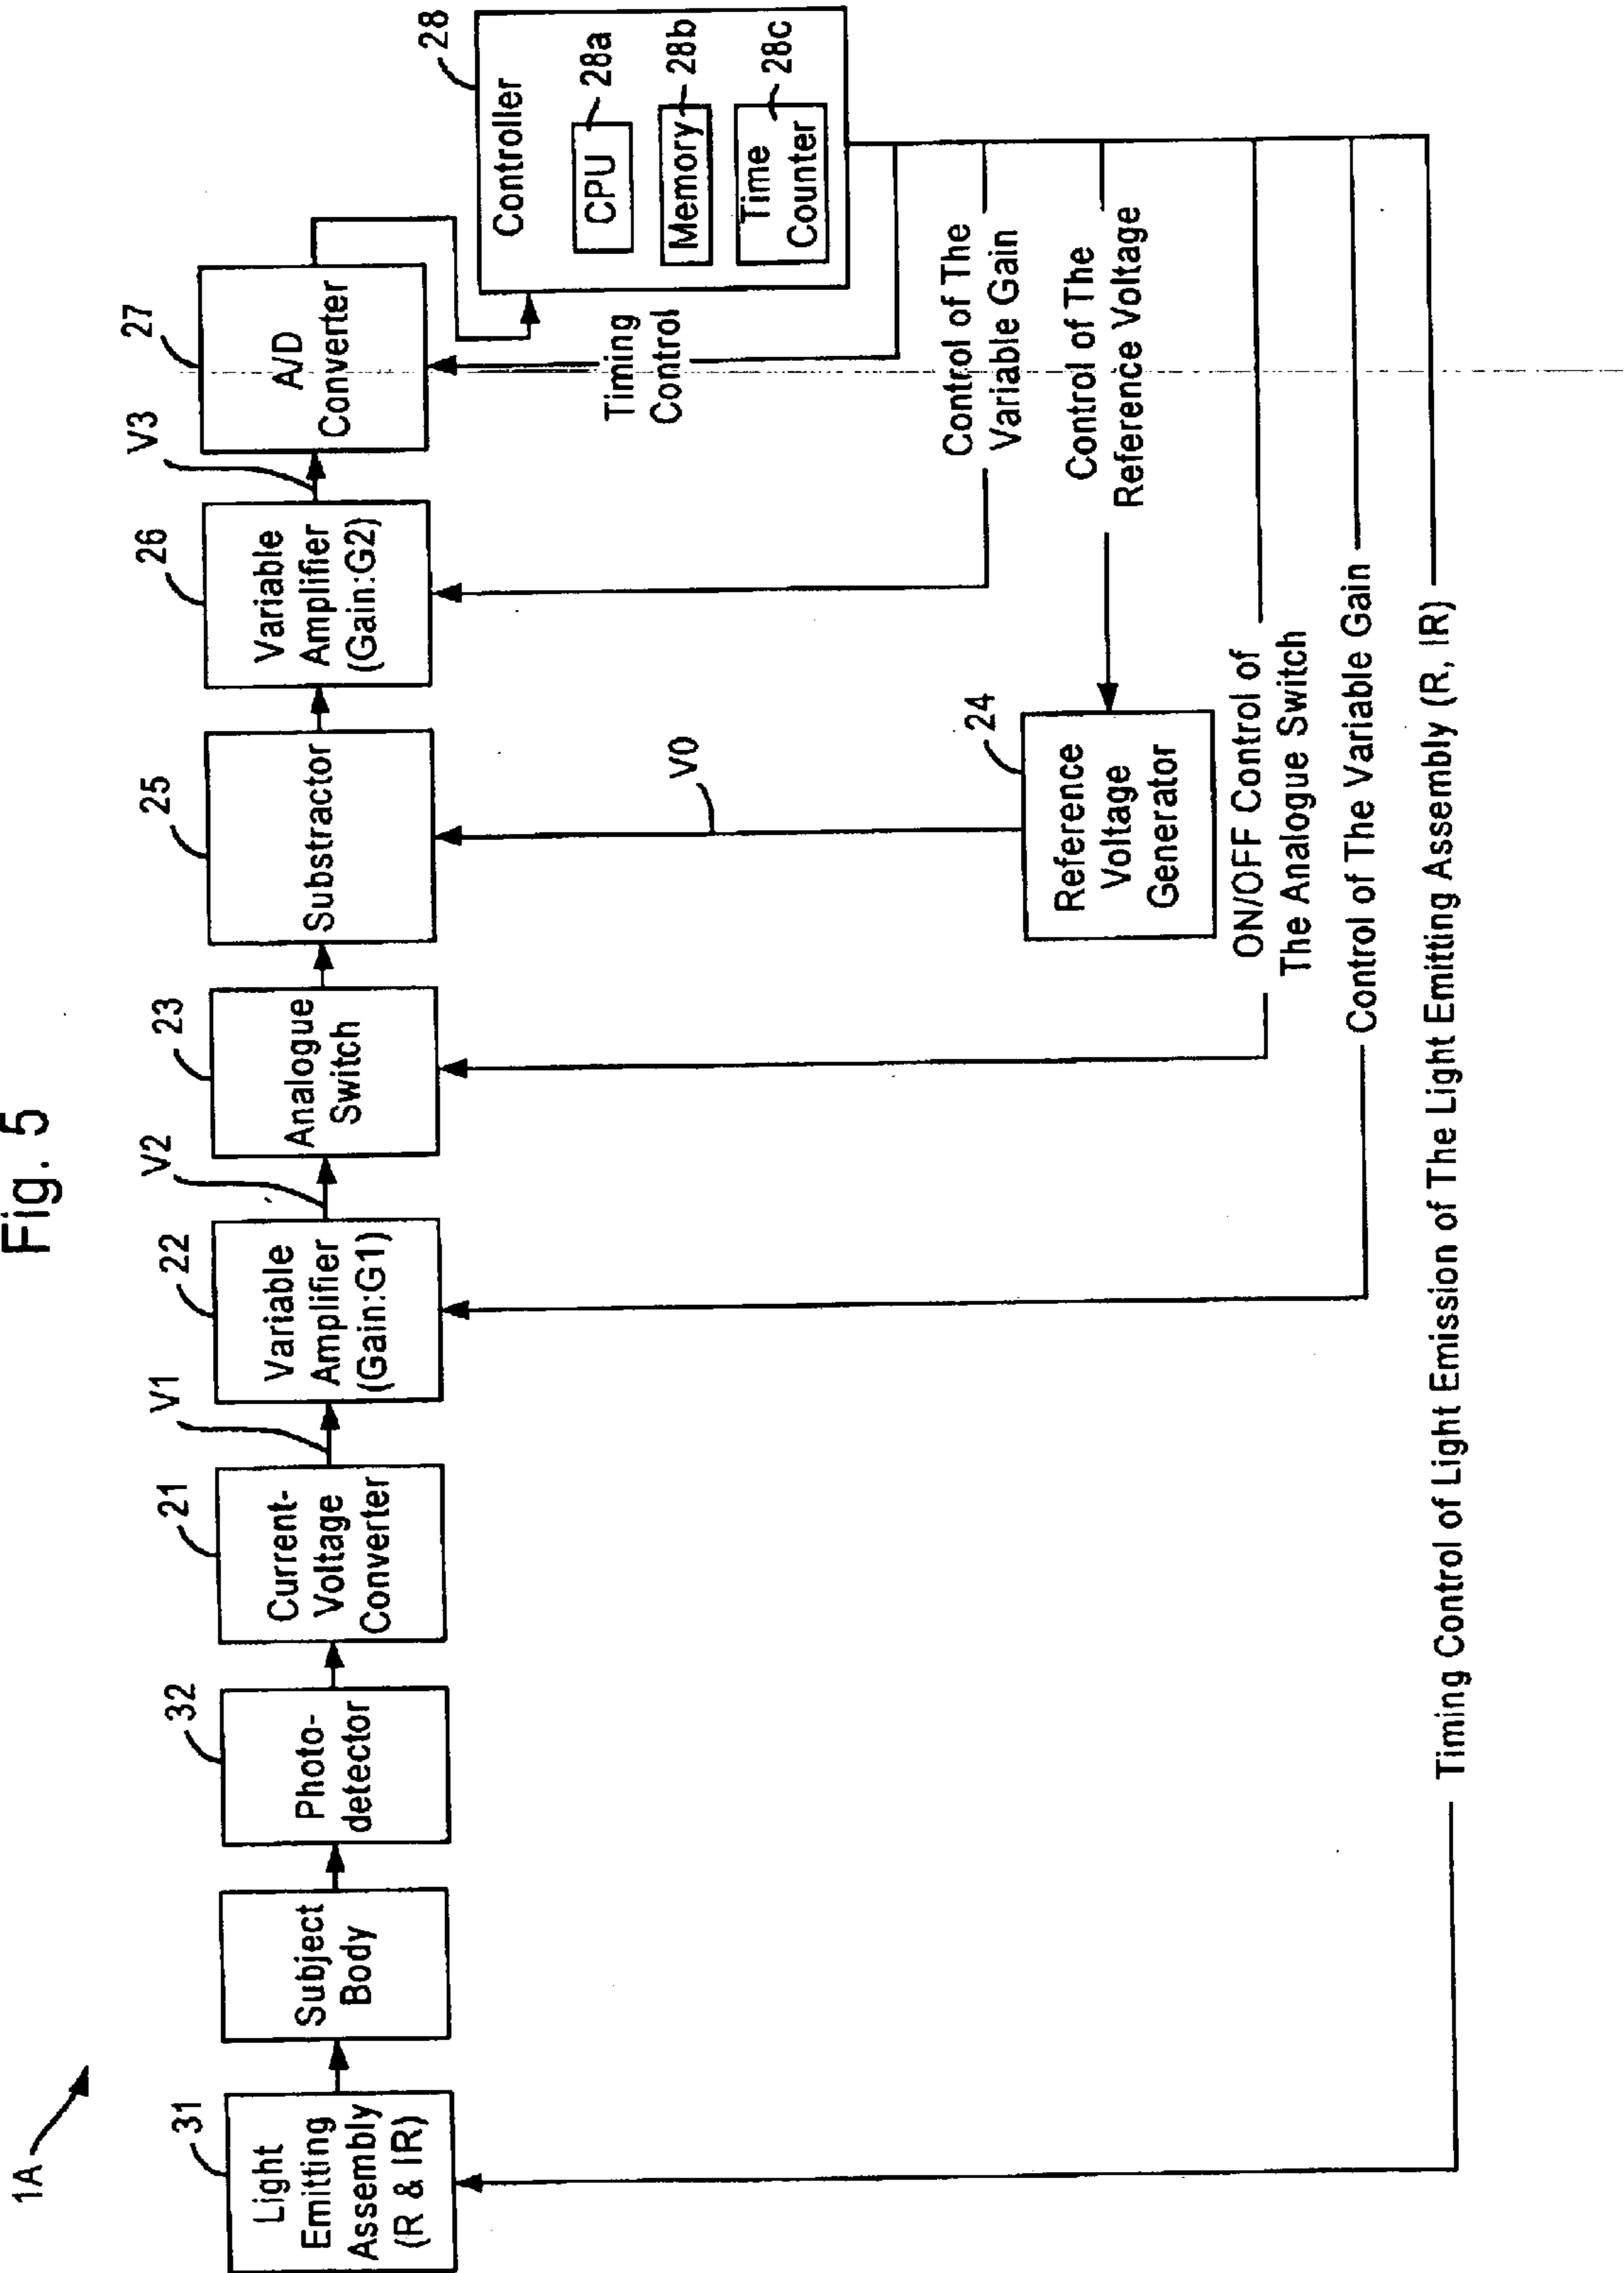 Fig. 5
1A
31
Light
Emitting
Assembly
(R & IR)
Subject
Body
32
Photo-
detector
21
Current-
Voltage
Converter
V1
22
Variable
Amplifier
(Gain:G1)
V2
23
Analogue
Switch
25
Substractor
26
Variable
Amplifier
(Gain:G2)
V3
27
A/D
Converter
28
Controller
CPU
28a
Memory
28b
Time
Counter
28c
Timing
Control
Control of The
Variable Gain
Control of The
Reference Voltage
V0
24
Reference
Voltage
Generator
ON/OFF Control of
The Analogue Switch
Control of The Variable Gain
Timing Control of Light Emission of The Light Emitting Assembly (R, IR)